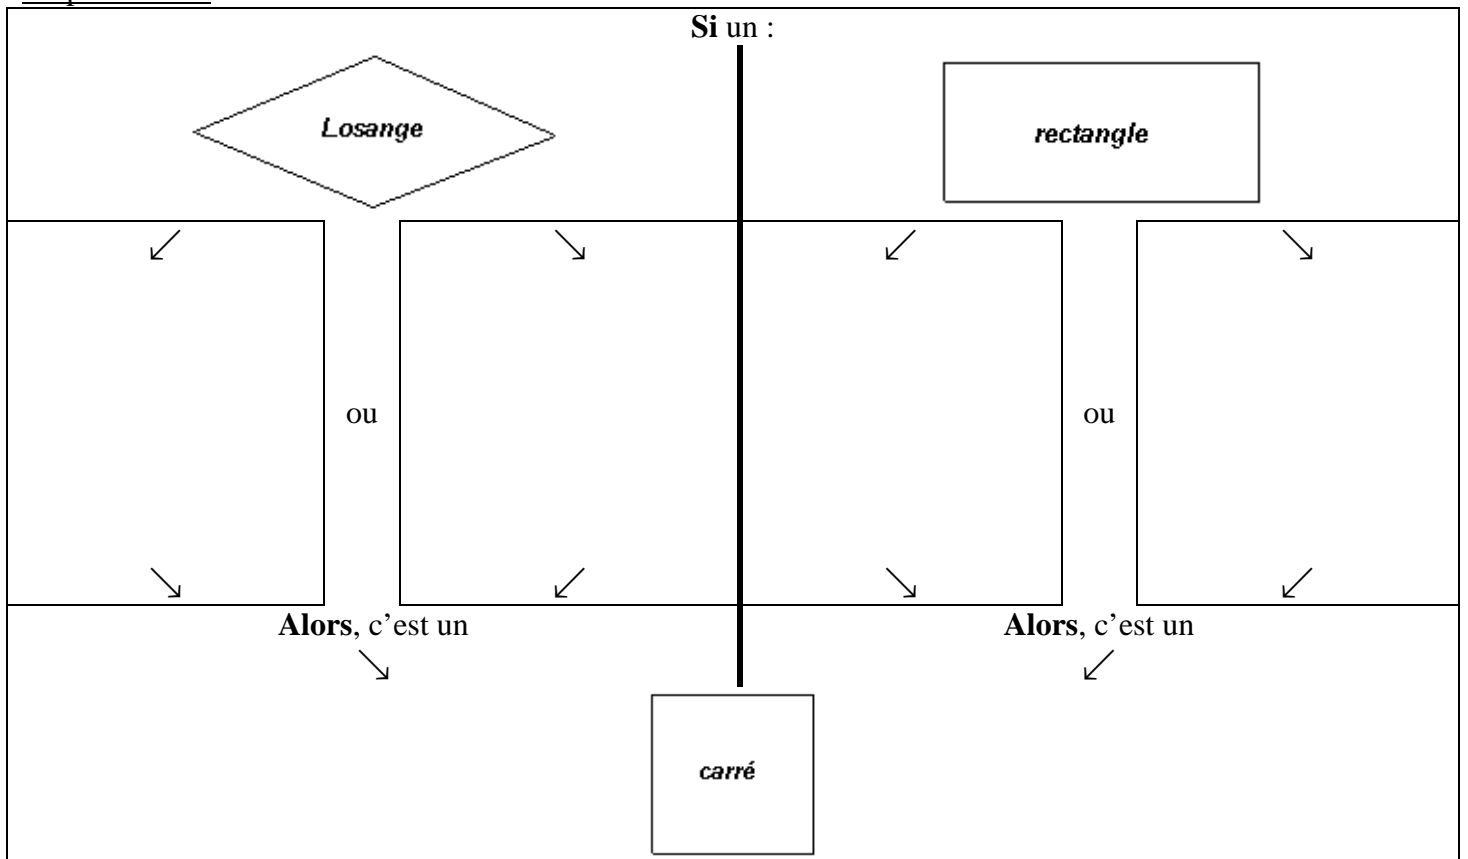 Si un :
Losange
rectangle
ou
ou
Alors, c’est un
Alors, c’est un
carré